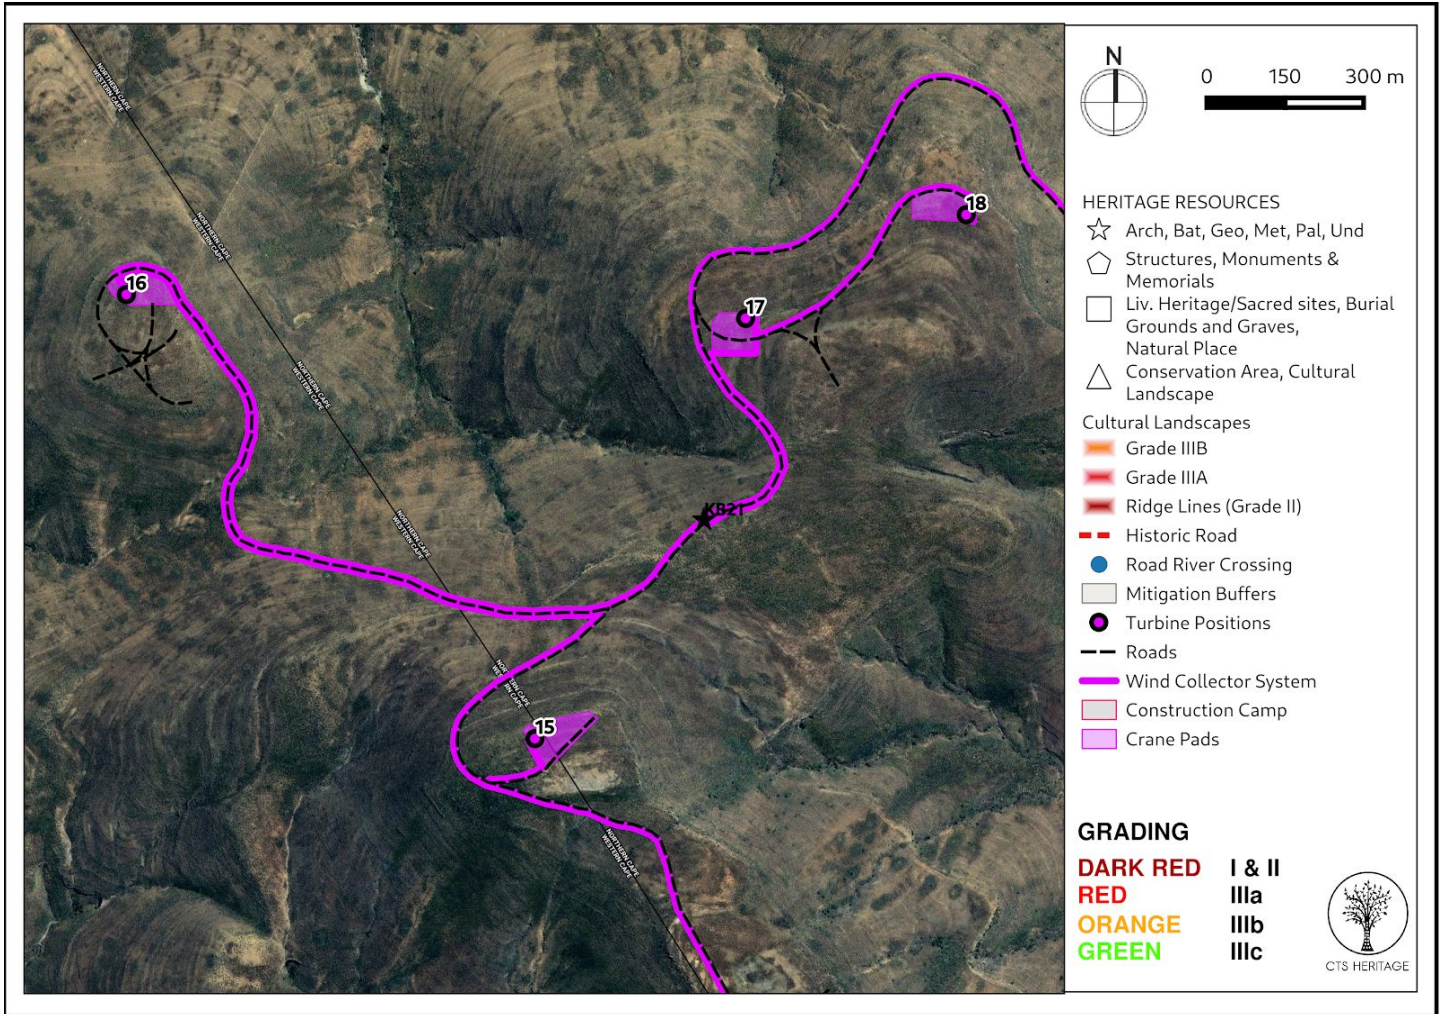 NORTHERN CAPE
WESTERN CAPE
NORTHERN CAPE
WESTERN CAPE
NORTHERN CAPE
WESTERN CAPE
NORTHERN CAPE
WESTERN CAPE
NORTHERN CAPE
WESTERN CAPE
18
16
17
KB21
15
N
0 150 300 m
HERITAGE RESOURCES
Arch, Bat, Geo, Met, Pal, Und
Structures, Monuments &
Memorials
Liv. Heritage/Sacred sites, Burial
Grounds and Graves,
Natural Place
Conservation Area, Cultural
Landscape
Cultural Landscapes
Grade IIIB
Grade IIIA
Ridge Lines (Grade II)
Historic Road
Road River Crossing
Mitigation Buffers
Turbine Positions
Roads
Wind Collector System
Construction Camp
Crane Pads
GRADING
DARK RED I & II
RED IIIa
ORANGE IIIb
GREEN IIIc
CTS HERITAGE